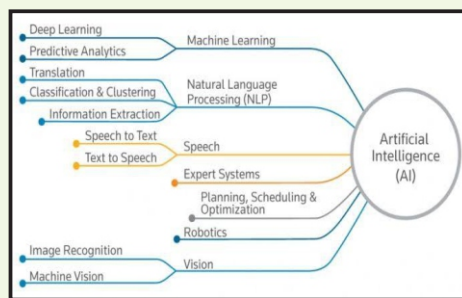 Deep Learning
Predictive Analytics
Machine Learning
Translation
Classification & Clustering
Information Extraction
Natural Language
Processing (NLP)
Speech to Text
Text to Speech
Speech
Expert Systems
Planning, Scheduling &
Optimization
Robotics
Image Recognition
Machine Vision
Vision
Artificial
Intelligence
(AI)